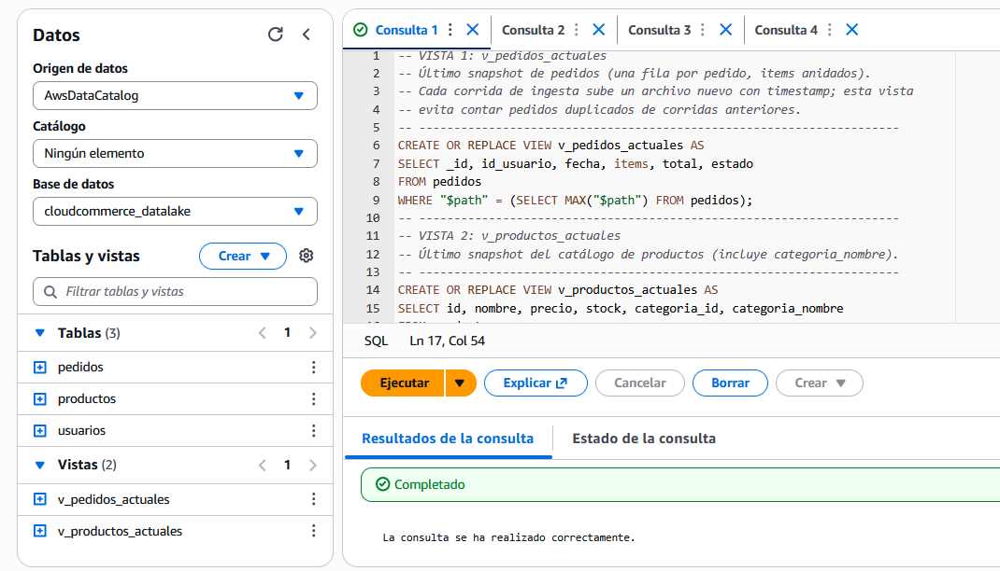 Datos
Origen de datos
AwsDataCatalog
Catálogo
Ningún elemento
Base de datos
cloudcommerce_datalake
Tablas y vistas
Crear
Filtrar tablas y vistas
Tablas (3)
1
pedidos
productos
usuarios
Vistas (2)
1
v_pedidos_actuales
v_productos_actuales
Consulta 1
Consulta 2
Consulta 3
Consulta 4
1 -- VISTA 1: v_pedidos_actuales
2 -- Último snapshot de pedidos (una fila por pedido, items anidados).
3 -- Cada corrida de ingesta sube un archivo nuevo con timestamp; esta vista
4 -- evita contar pedidos duplicados de corridas anteriores.
5 -- ------------------------------------------------------------------
6 CREATE OR REPLACE VIEW v_pedidos_actuales AS
7 SELECT _id, id_usuario, fecha, items, total, estado
8 FROM pedidos
9 WHERE "$path" = (SELECT MAX("$path") FROM pedidos);
10 -- ------------------------------------------------------------------
11 -- VISTA 2: v_productos_actuales
12 -- Último snapshot del catálogo de productos (incluye categoria_nombre).
13 -- ------------------------------------------------------------------
14 CREATE OR REPLACE VIEW v_productos_actuales AS
15 SELECT id, nombre, precio, stock, categoria_id, categoria_nombre
SQL Ln 17, Col 54
Ejecutar
Explicar
Cancelar
Borrar
Crear
Resultados de la consulta
Estado de la consulta
Completado
La consulta se ha realizado correctamente.